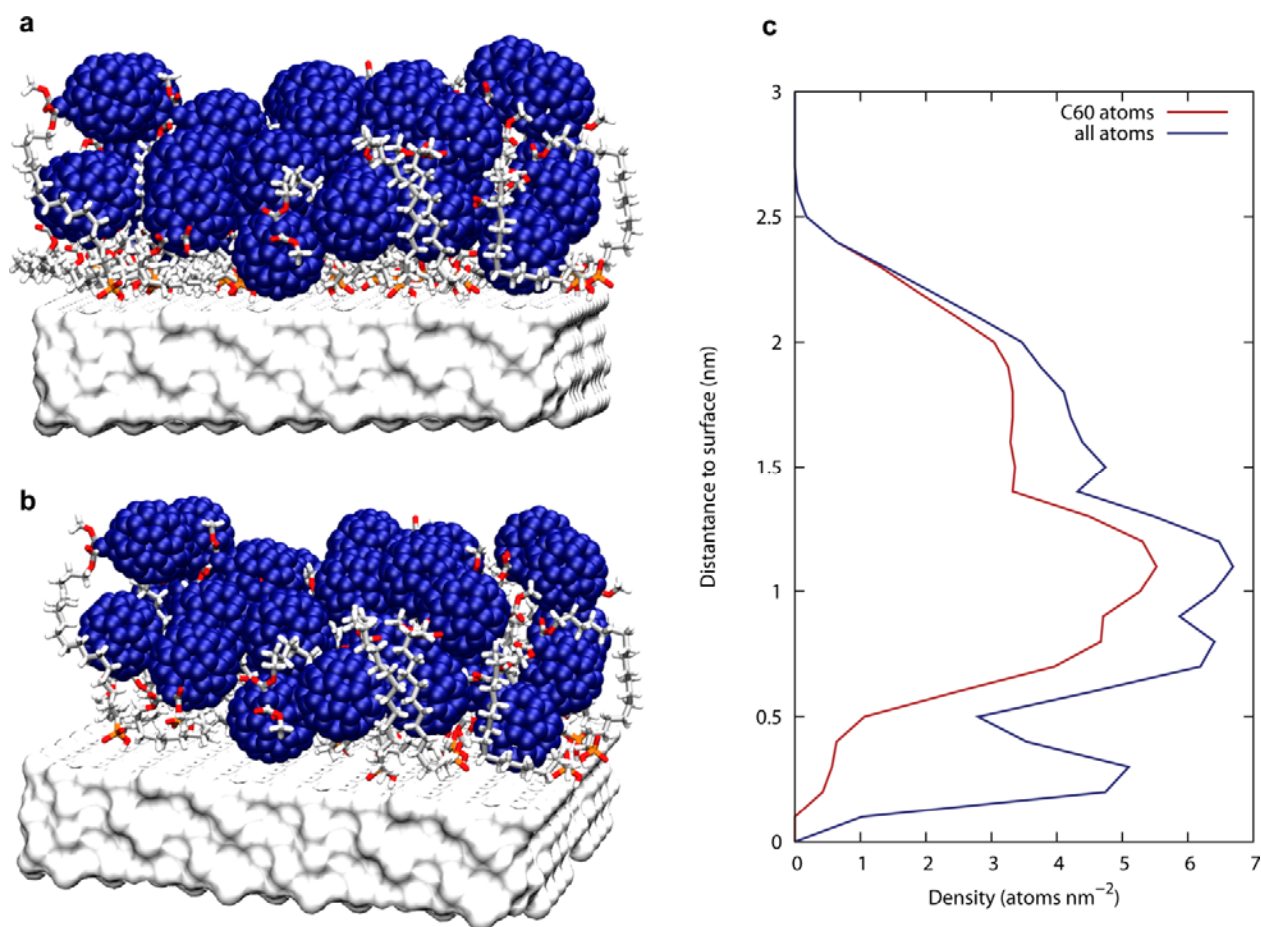 a
b
c
3
2.5
2
1.5
1
0.5
0
Distantance to surface (nm)
C60 atoms
all atoms
0 1 2 3 4 5 6 7
Density (atoms nm⁻²)